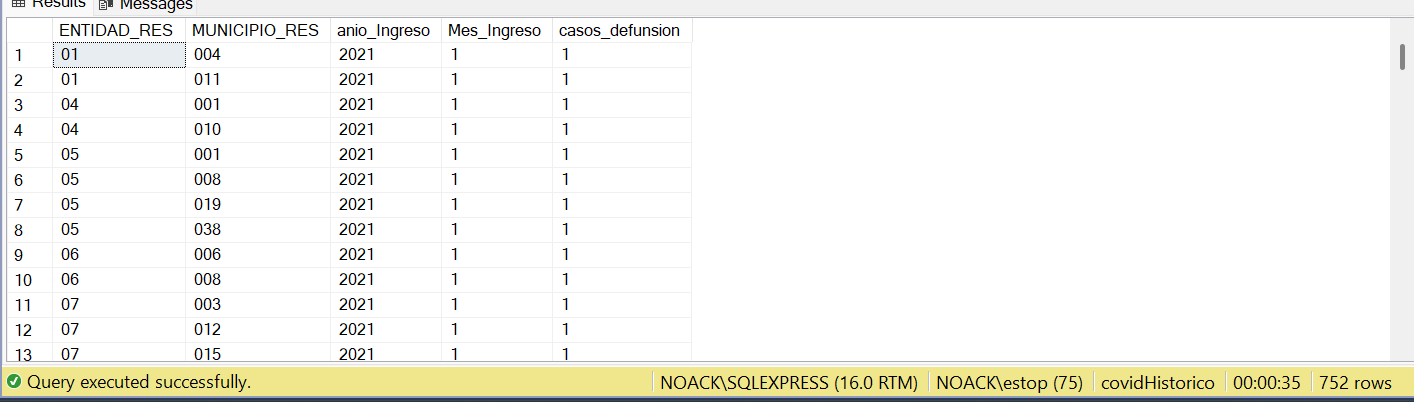 Results Messages
ENTIDAD_RES MUNICIPIO_RES anio_Ingreso Mes_Ingreso casos_defunsion
1 01 004 2021 1 1
2 01 011 2021 1 1
3 04 001 2021 1 1
4 04 010 2021 1 1
5 05 001 2021 1 1
6 05 008 2021 1 1
7 05 019 2021 1 1
8 05 038 2021 1 1
9 06 006 2021 1 1
10 06 008 2021 1 1
11 07 003 2021 1 1
12 07 012 2021 1 1
13 07 015 2021 1 1
Query executed successfully. NOACK\SQLEXPRESS (16.0 RTM) NOACK\estop (75) covidHistorico 00:00:35 752 rows